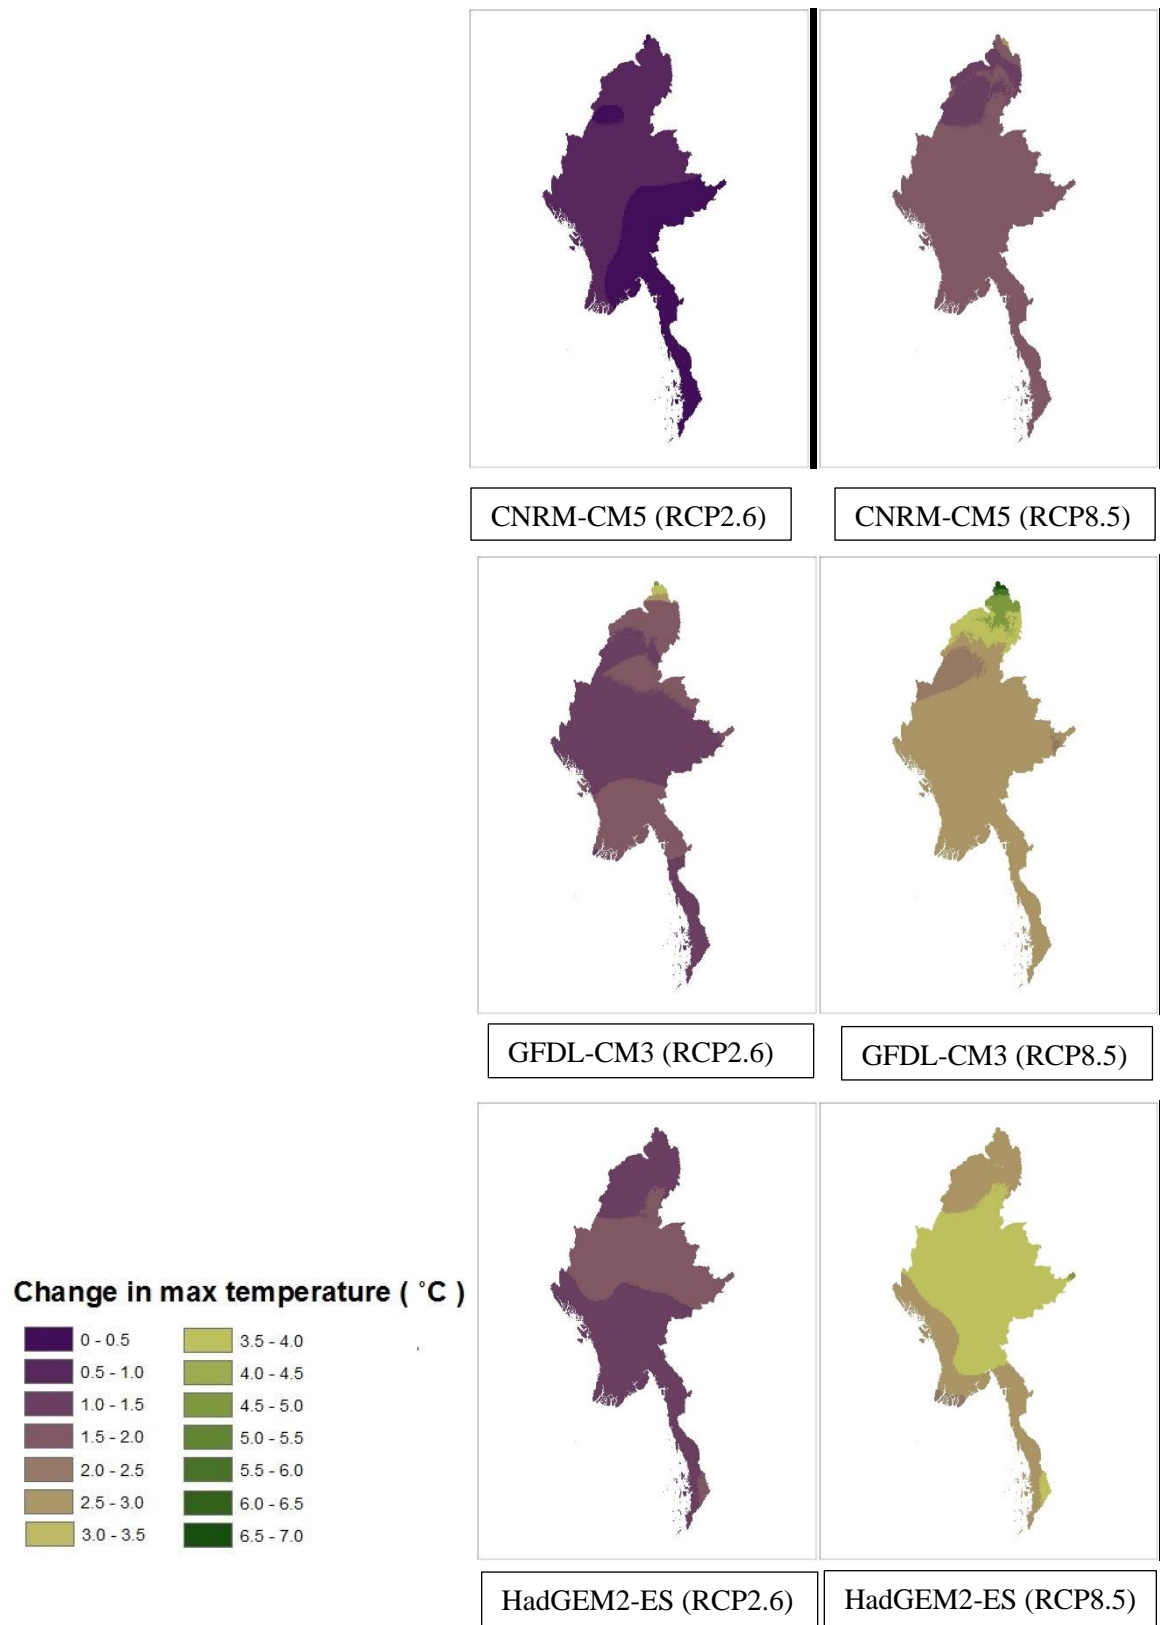 CNRM-CM5 (RCP2.6)
CNRM-CM5 (RCP8.5)
GFDL-CM3 (RCP2.6)
GFDL-CM3 (RCP8.5)
Change in max temperature ( °C )
0 - 0.5
0.5 - 1.0
1.0 - 1.5
1.5 - 2.0
2.0 - 2.5
2.5 - 3.0
3.0 - 3.5
3.5 - 4.0
4.0 - 4.5
4.5 - 5.0
5.0 - 5.5
5.5 - 6.0
6.0 - 6.5
6.5 - 7.0
HadGEM2-ES (RCP2.6)
HadGEM2-ES (RCP8.5)